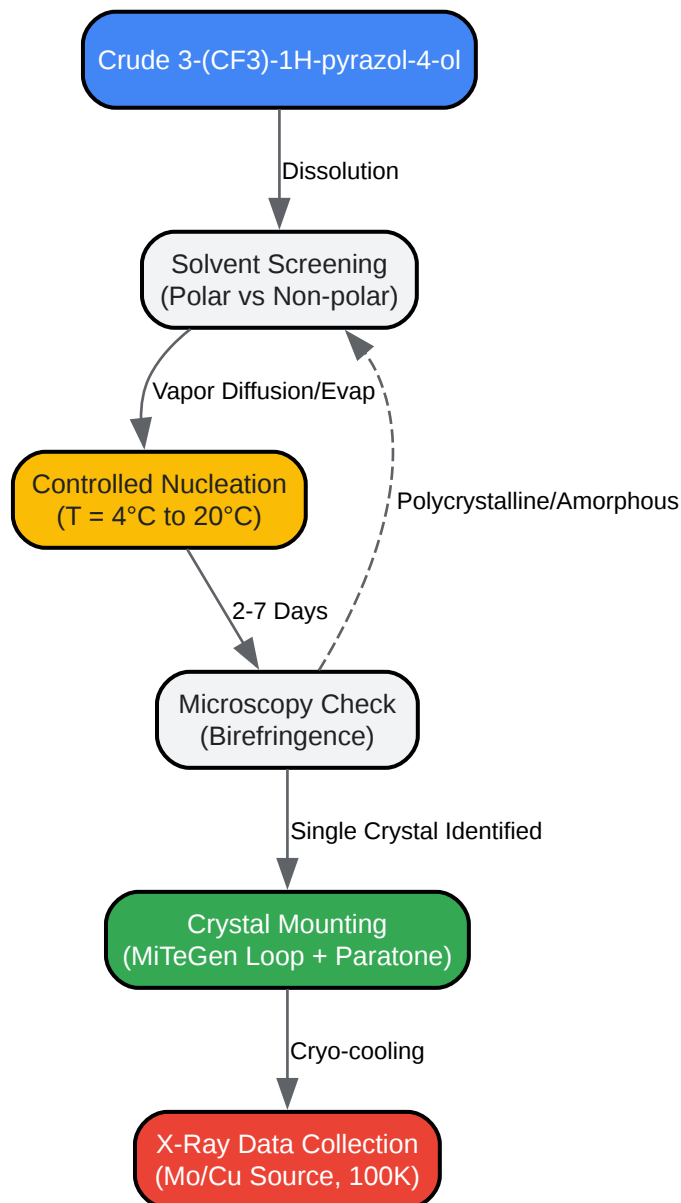 Crude 3-(CF3)-1H-pyrazol-4-ol
Dissolution
Solvent Screening
(Polar vs Non-polar)
Vapor Diffusion/Evap
Controlled Nucleation
(T = 4°C to 20°C)
Polycrystalline/Amorphous
2-7 Days
Microscopy Check
(Birefringence)
Single Crystal Identified
Crystal Mounting
(MiTeGen Loop + Paratone)
Cryo-cooling
X-Ray Data Collection
(Mo/Cu Source, 100K)